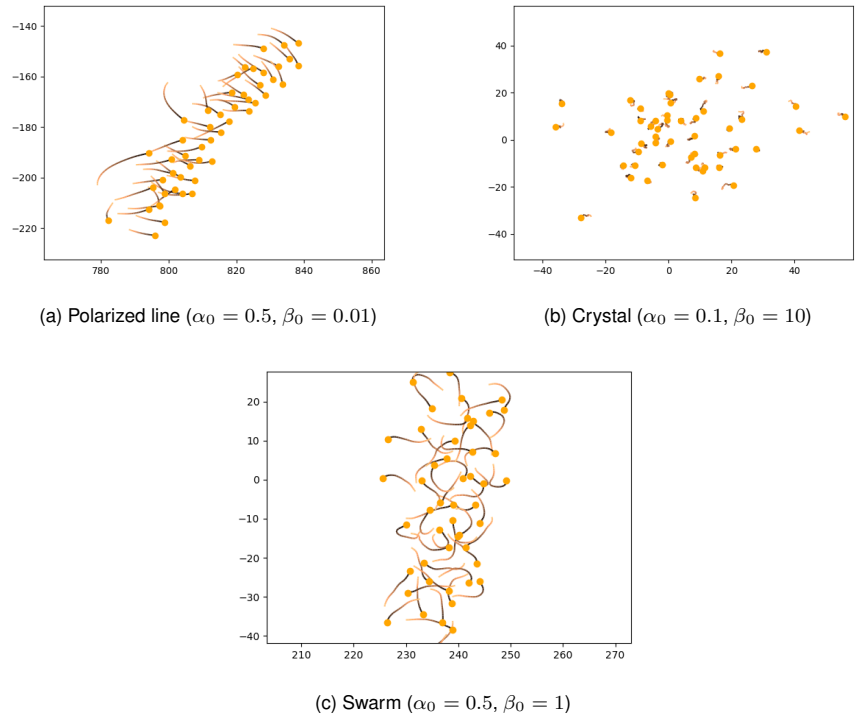 −140
−160
−180
−200
−220
780 800 820 840 860
(a) Polarized line (α₀ = 0.5, β₀ = 0.01)
40
20
0
−20
−40
−40 −20 0 20 40
(b) Crystal (α₀ = 0.1, β₀ = 10)
20
10
0
−10
−20
−30
−40
210 220 230 240 250 260 270
(c) Swarm (α₀ = 0.5, β₀ = 1)